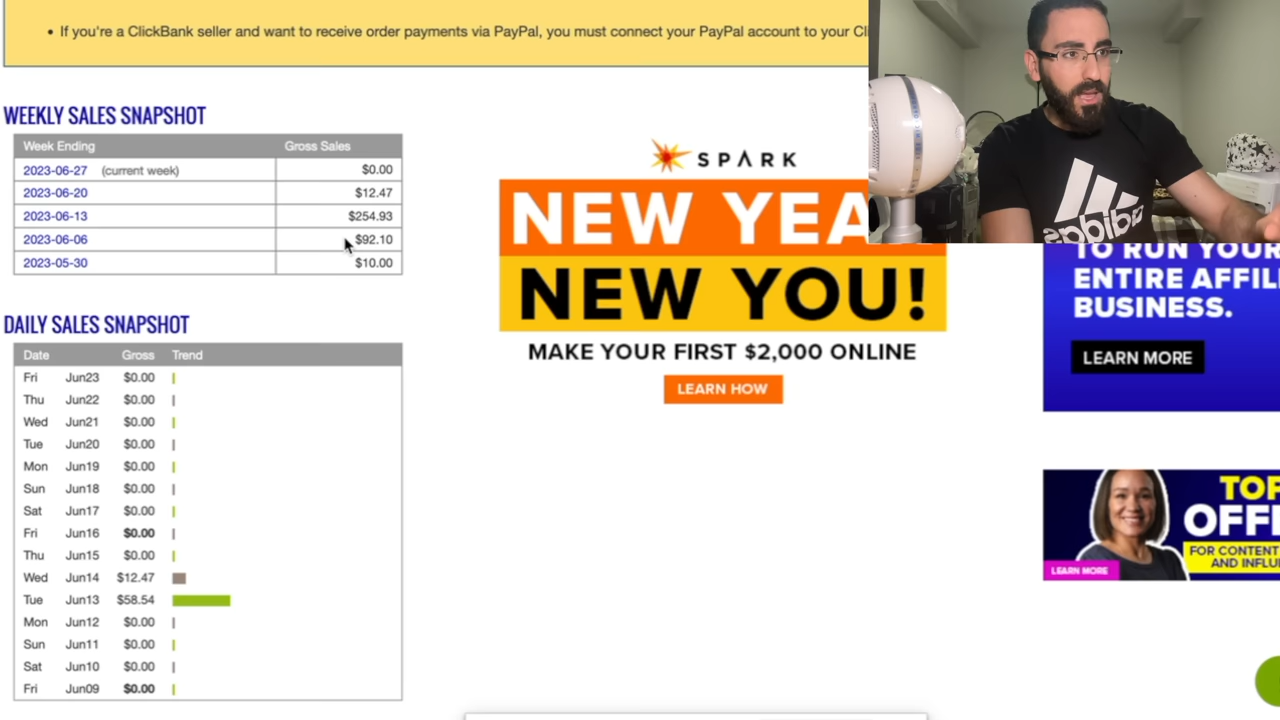 • If you're a ClickBank seller and want to receive order payments via PayPal, you must connect your PayPal account to your
WEEKLY SALES SNAPSHOT
Week Ending Gross Sales
2023-06-27 (current week) $0.00
2023-06-20 $12.47
2023-06-13 $254.93
2023-06-06 $92.10
2023-05-30 $10.00
DAILY SALES SNAPSHOT
Date Gross Trend
Fri Jun23 $0.00
Thu Jun22 $0.00
Wed Jun21 $0.00
Tue Jun20 $0.00
Mon Jun19 $0.00
Sun Jun18 $0.00
Sat Jun17 $0.00
Fri Jun16 $0.00
Thu Jun15 $0.00
Wed Jun14 $12.47
Tue Jun13 $58.54
Mon Jun12 $0.00
Sun Jun11 $0.00
Sat Jun10 $0.00
Fri Jun09 $0.00
SPARK
NEW YEA
NEW YOU!
MAKE YOUR FIRST $2,000 ONLINE
LEARN HOW
adidas
TO RUN YOUR
ENTIRE AFFILI
BUSINESS.
LEARN MORE
TOP
OFFE
FOR CONTENT
AND INFLU
LEARN MORE